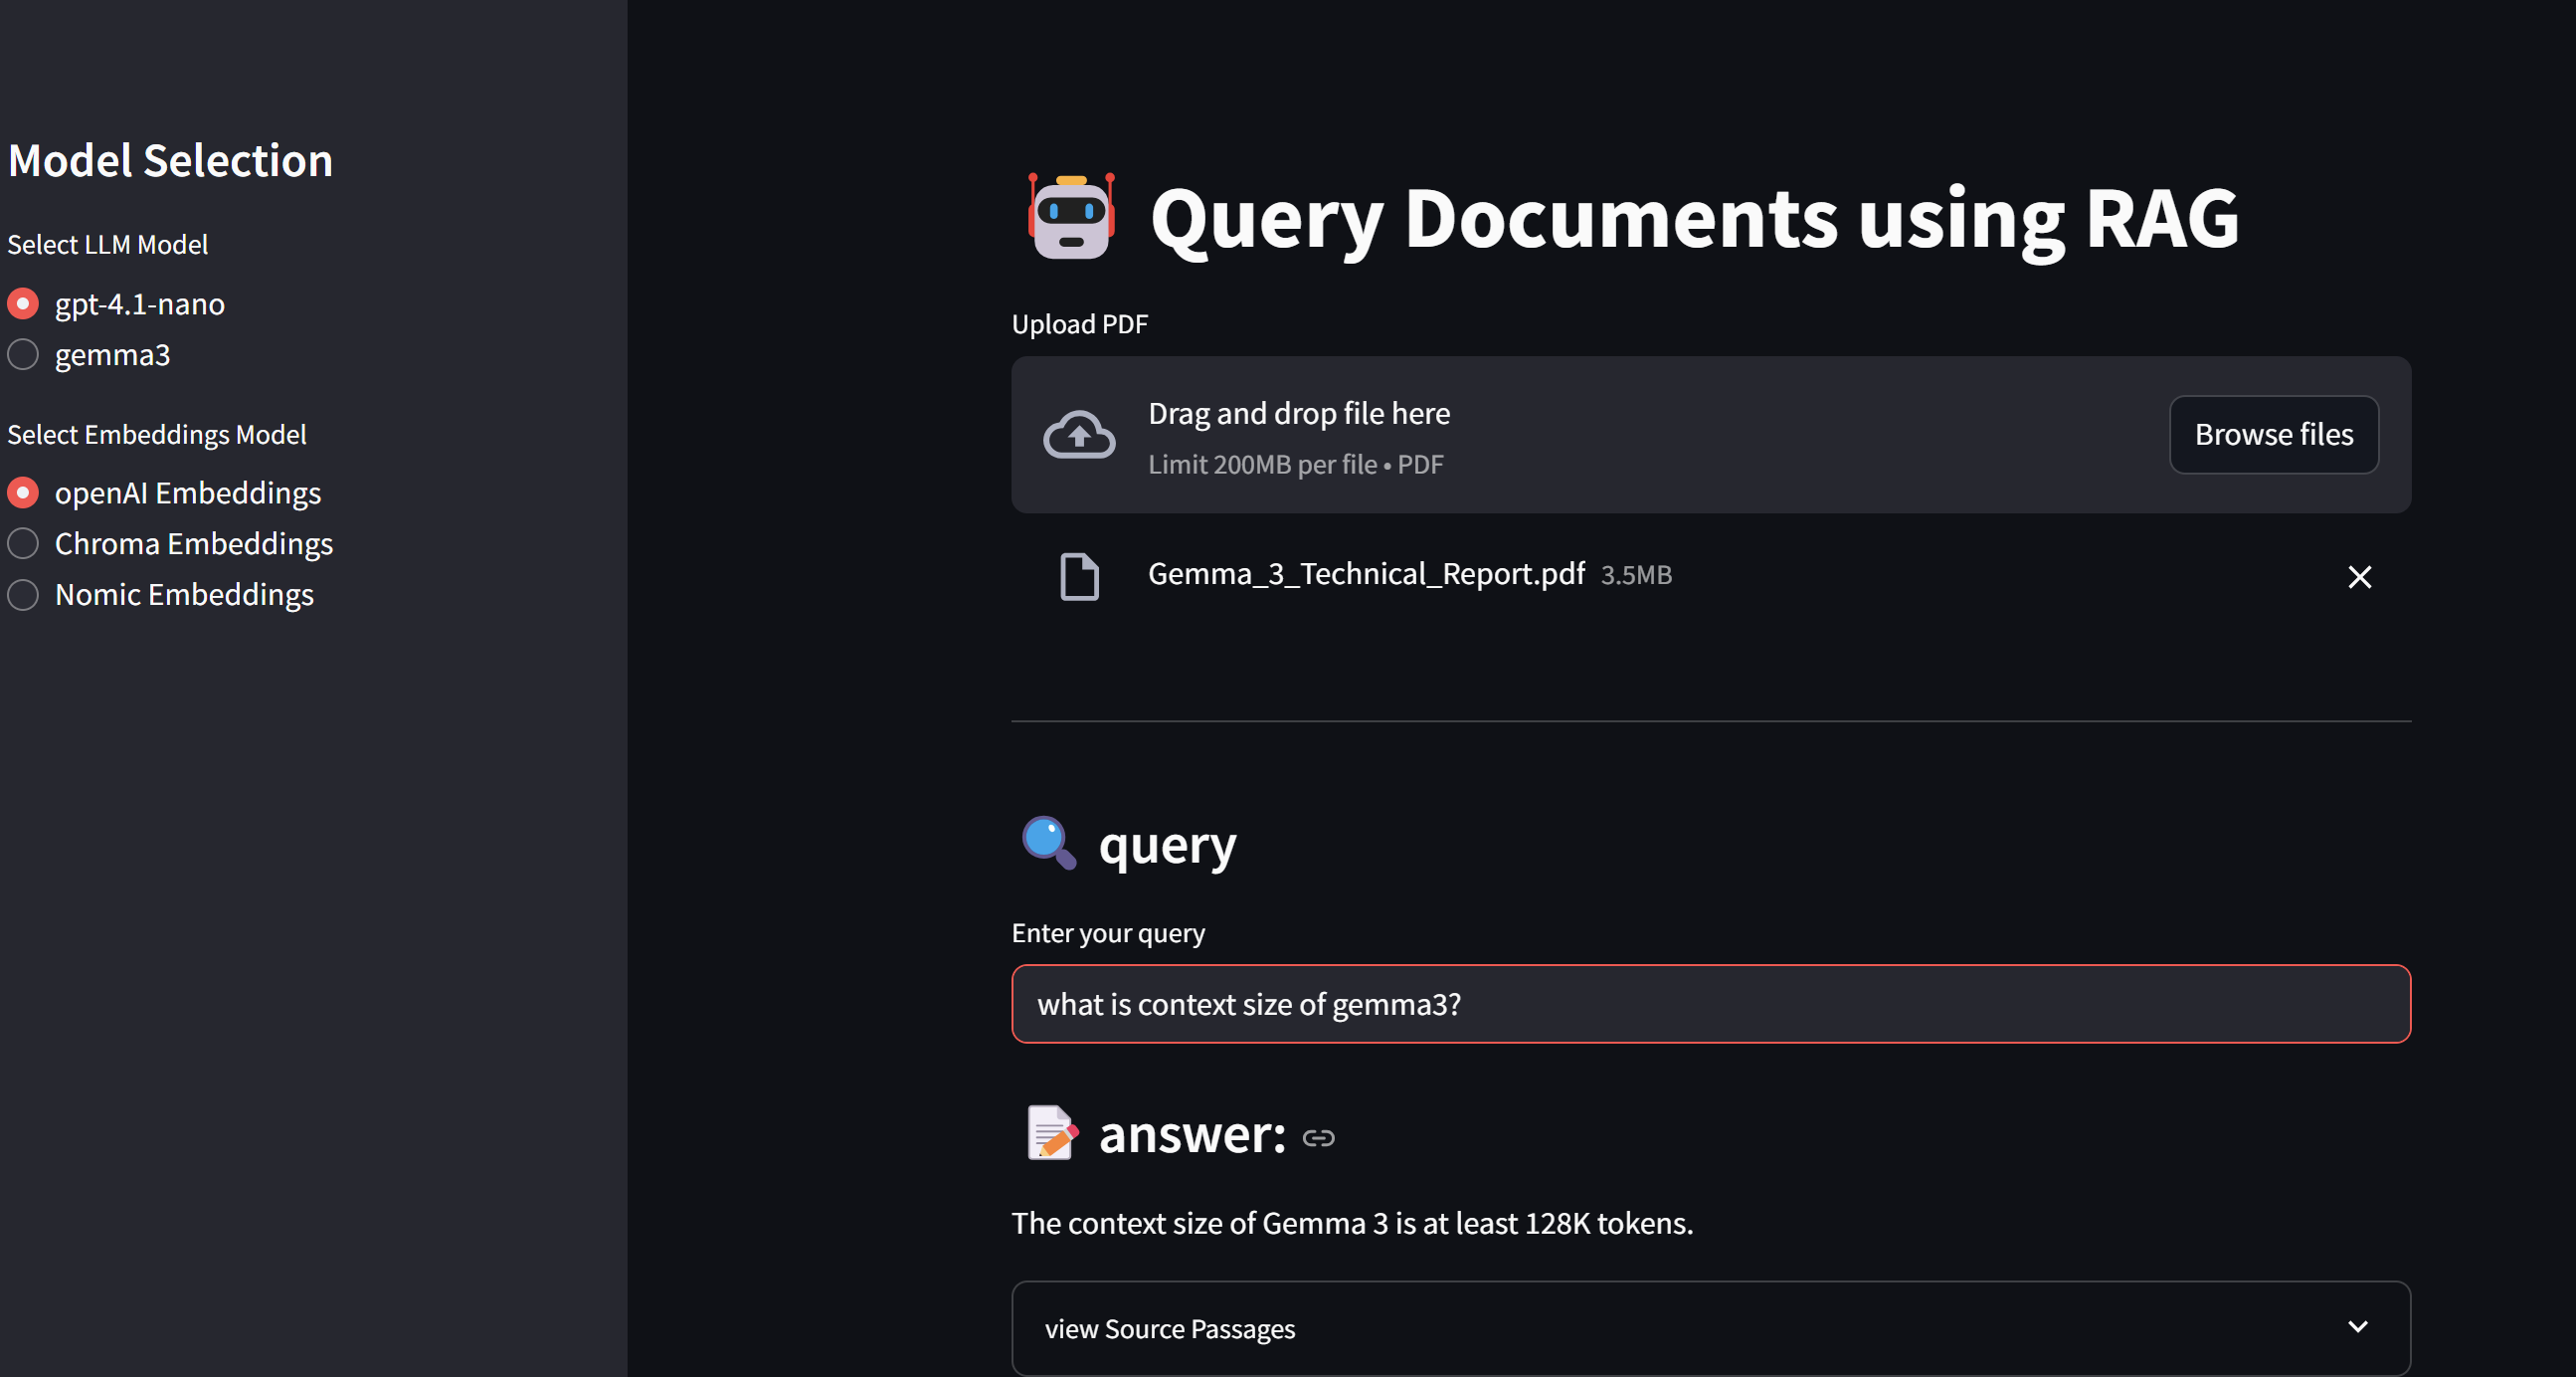 Model Selection
Select LLM Model
gpt-4.1-nano
gemma3
Select Embeddings Model
openAI Embeddings
Chroma Embeddings
Nomic Embeddings
Query Documents using RAG
Upload PDF
Drag and drop file here
Limit 200MB per file • PDF
Browse files
Gemma_3_Technical_Report.pdf 3.5MB
query
Enter your query
what is context size of gemma3?
answer:
The context size of Gemma 3 is at least 128K tokens.
view Source Passages